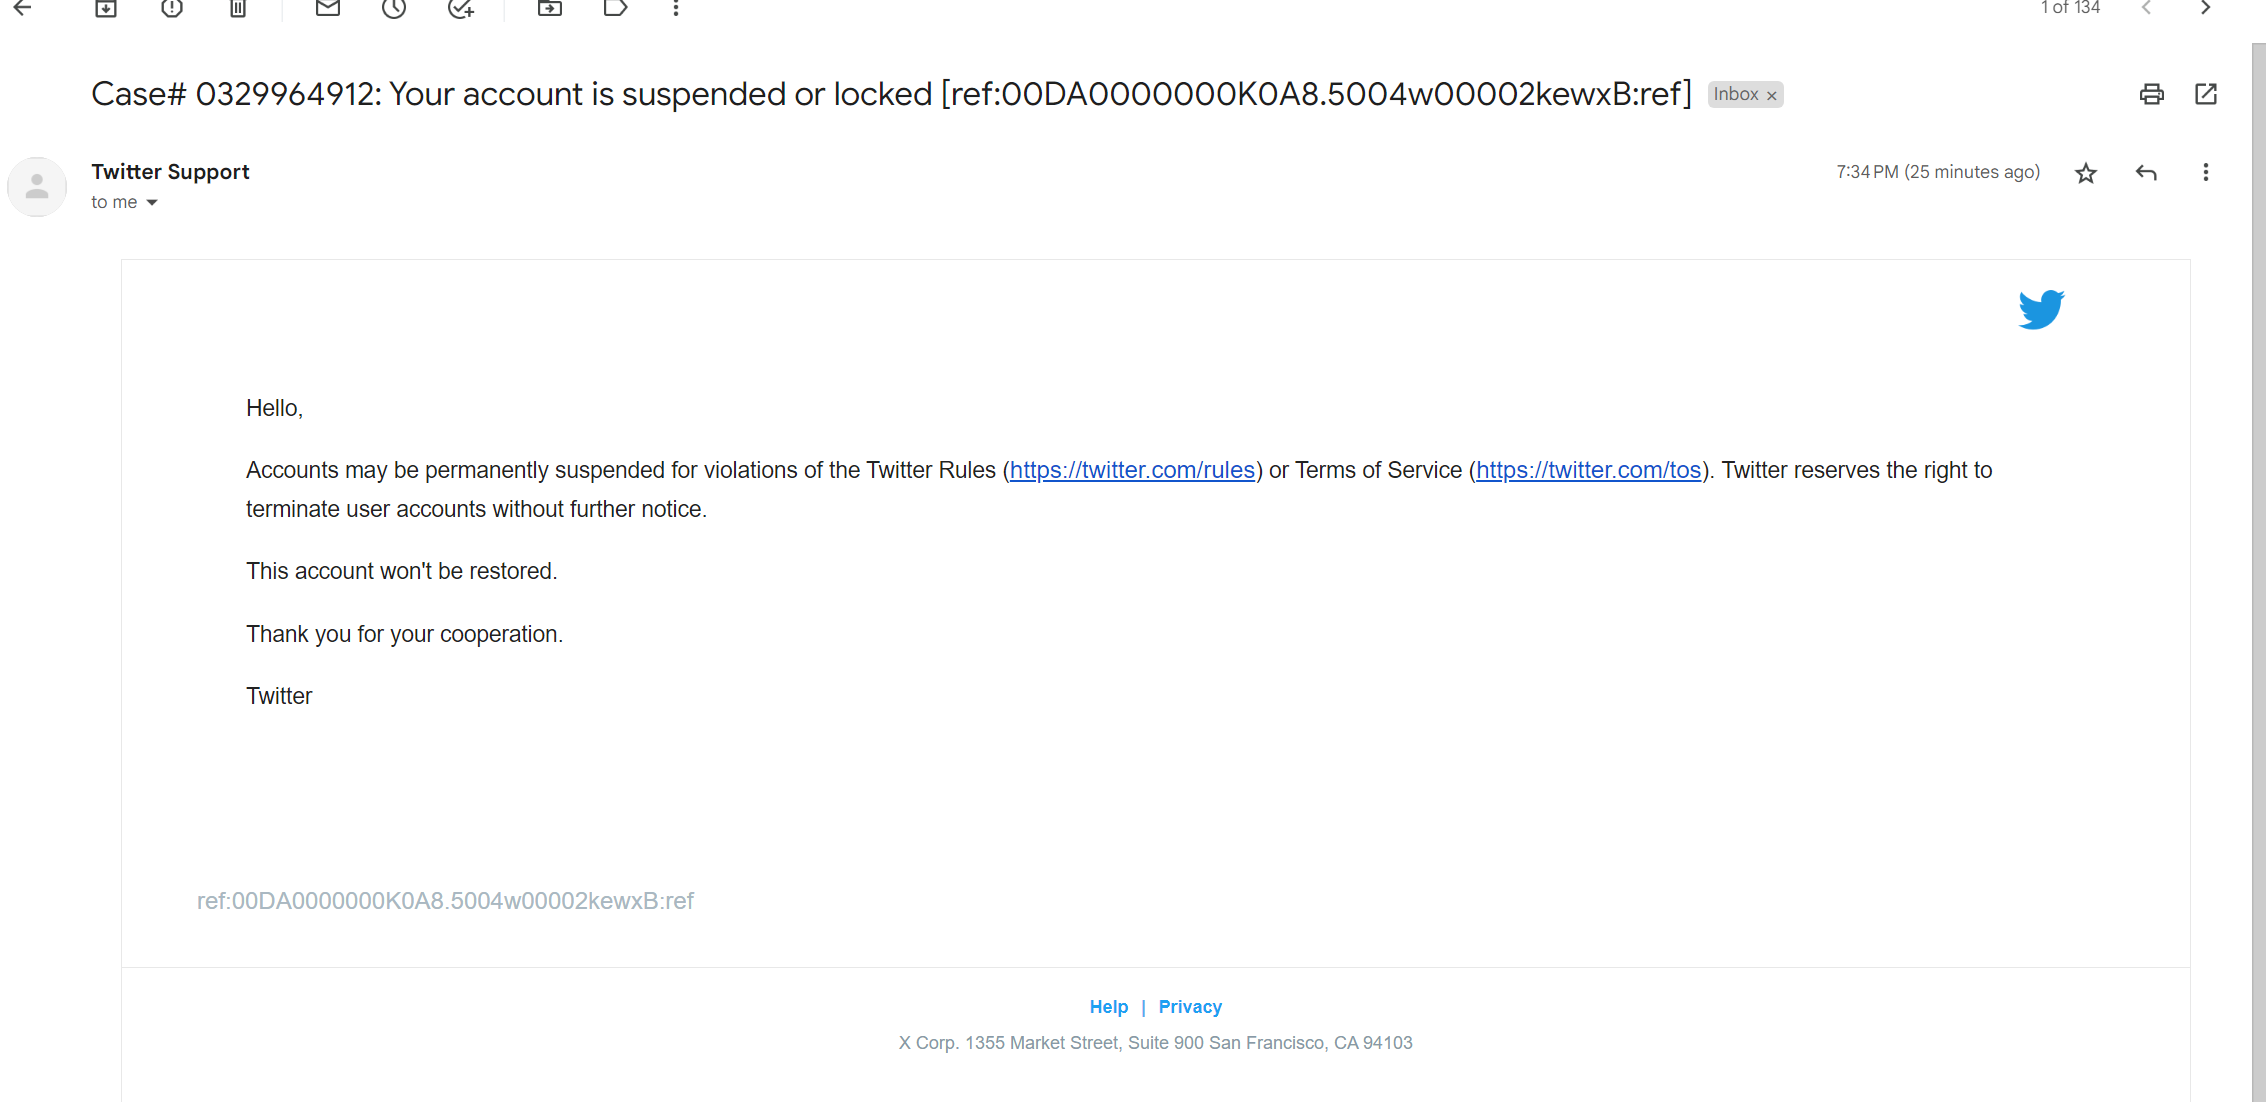 1 of 134
Case# 0329964912: Your account is suspended or locked [ref:00DA0000000K0A8.5004w00002kewxB:ref] Inbox ×
Twitter Support
7:34 PM (25 minutes ago)
to me
Hello,
Accounts may be permanently suspended for violations of the Twitter Rules (https://twitter.com/rules) or Terms of Service (https://twitter.com/tos). Twitter reserves the right to
terminate user accounts without further notice.
This account won't be restored.
Thank you for your cooperation.
Twitter
ref:00DA0000000K0A8.5004w00002kewxB:ref
Help | Privacy
X Corp. 1355 Market Street, Suite 900 San Francisco, CA 94103